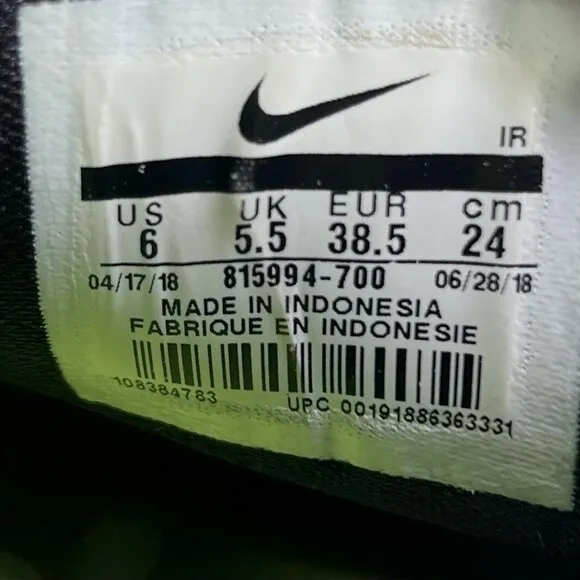 IR
US UK EUR cm
6 5.5 38.5 24
04/17/18 815994-700 06/28/18
MADE IN INDONESIA
FABRIQUE EN INDONESIE
108384783 UPC 00191886363331